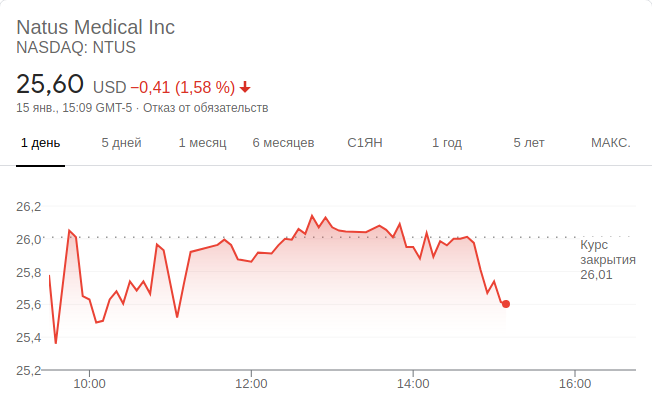 Natus Medical Inc
NASDAQ: NTUS
25,60 USD −0,41 (1,58 %)
15 янв., 15:09 GMT-5 · Отказ от обязательств
1 день 5 дней 1 месяц 6 месяцев С1ЯН 1 год 5 лет МАКС.
26,2
26,0
25,8
25,6
25,4
25,2
Курс
закрытия
26,01
10:00 12:00 14:00 16:00